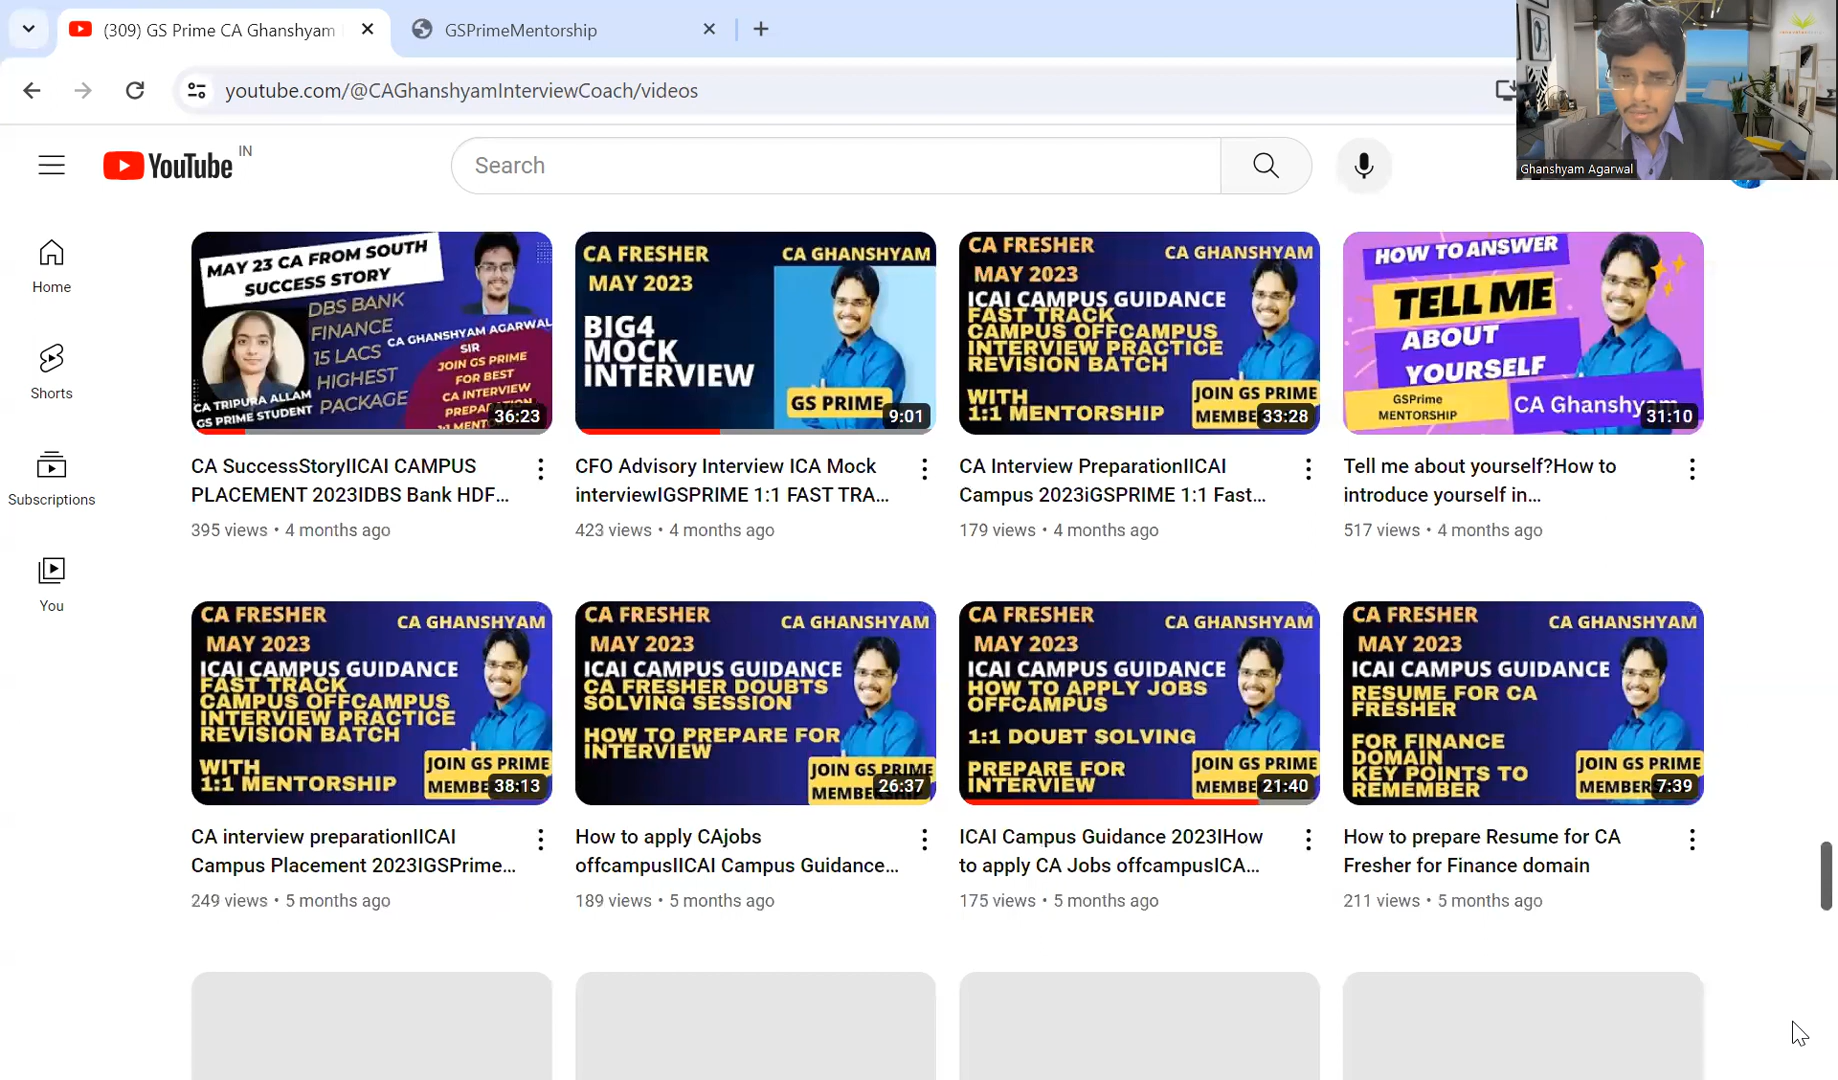 (309) GS Prime CA Ghanshyam
GSPrimeMentorship
youtube.com/@CAGhanshyamInterviewCoach/videos
Ghanshyam Agarwal
YouTube
IN
Search
Home
Shorts
Subscriptions
You
MAY 23 CA FROM SOUTH
SUCCESS STORY
DBS BANK
FINANCE
15 LACS
HIGHEST
PACKAGE
CA GHANSHYAM AGARWAL
SIR
JOIN GS PRIME
FOR BEST
CA INTERVIEW
CA TRIPURA ALLAM
GS PRIME STUDENT
36:23
CA SuccessStoryIICAI CAMPUS
PLACEMENT 2023IDBS Bank HDF...
395 views • 4 months ago
CA FRESHER
MAY 2023
CA GHANSHYAM
BIG4
MOCK
INTERVIEW
GS PRIME
9:01
CFO Advisory Interview ICA Mock
interviewIGSPRIME 1:1 FAST TRA...
423 views • 4 months ago
CA FRESHER
MAY 2023
CA GHANSHYAM
ICAI CAMPUS GUIDANCE
FAST TRACK
CAMPUS OFFCAMPUS
INTERVIEW PRACTICE
REVISION BATCH
WITH
1:1 MENTORSHIP
JOIN GS PRIME
33:28
CA Interview PreparationIICAI
Campus 2023iGSPRIME 1:1 Fast...
179 views • 4 months ago
HOW TO ANSWER
TELL ME
ABOUT
YOURSELF
GSPrime
MENTORSHIP
CA Ghanshyam
31:10
Tell me about yourself?How to
introduce yourself in...
517 views • 4 months ago
CA FRESHER
MAY 2023
CA GHANSHYAM
ICAI CAMPUS GUIDANCE
FAST TRACK
CAMPUS OFFCAMPUS
INTERVIEW PRACTICE
REVISION BATCH
WITH
1:1 MENTORSHIP
JOIN GS PRIME
38:13
CA interview preparationIICAI
Campus Placement 2023IGSPrime...
249 views • 5 months ago
CA FRESHER
MAY 2023
CA GHANSHYAM
ICAI CAMPUS GUIDANCE
CA FRESHER DOUBTS
SOLVING SESSION
HOW TO PREPARE FOR
INTERVIEW
JOIN GS PRIME
26:37
How to apply CAjobs
offcampusIICAI Campus Guidance...
189 views • 5 months ago
CA FRESHER
MAY 2023
CA GHANSHYAM
ICAI CAMPUS GUIDANCE
HOW TO APPLY JOBS
OFFCAMPUS
1:1 DOUBT SOLVING
PREPARE FOR
INTERVIEW
JOIN GS PRIME
21:40
ICAI Campus Guidance 2023IHow
to apply CA Jobs offcampusICA...
175 views • 5 months ago
CA FRESHER
MAY 2023
CA GHANSHYAM
ICAI CAMPUS GUIDANCE
RESUME FOR CA
FRESHER
FOR FINANCE
DOMAIN
KEY POINTS TO
REMEMBER
JOIN GS PRIME
7:39
How to prepare Resume for CA
Fresher for Finance domain
211 views • 5 months ago